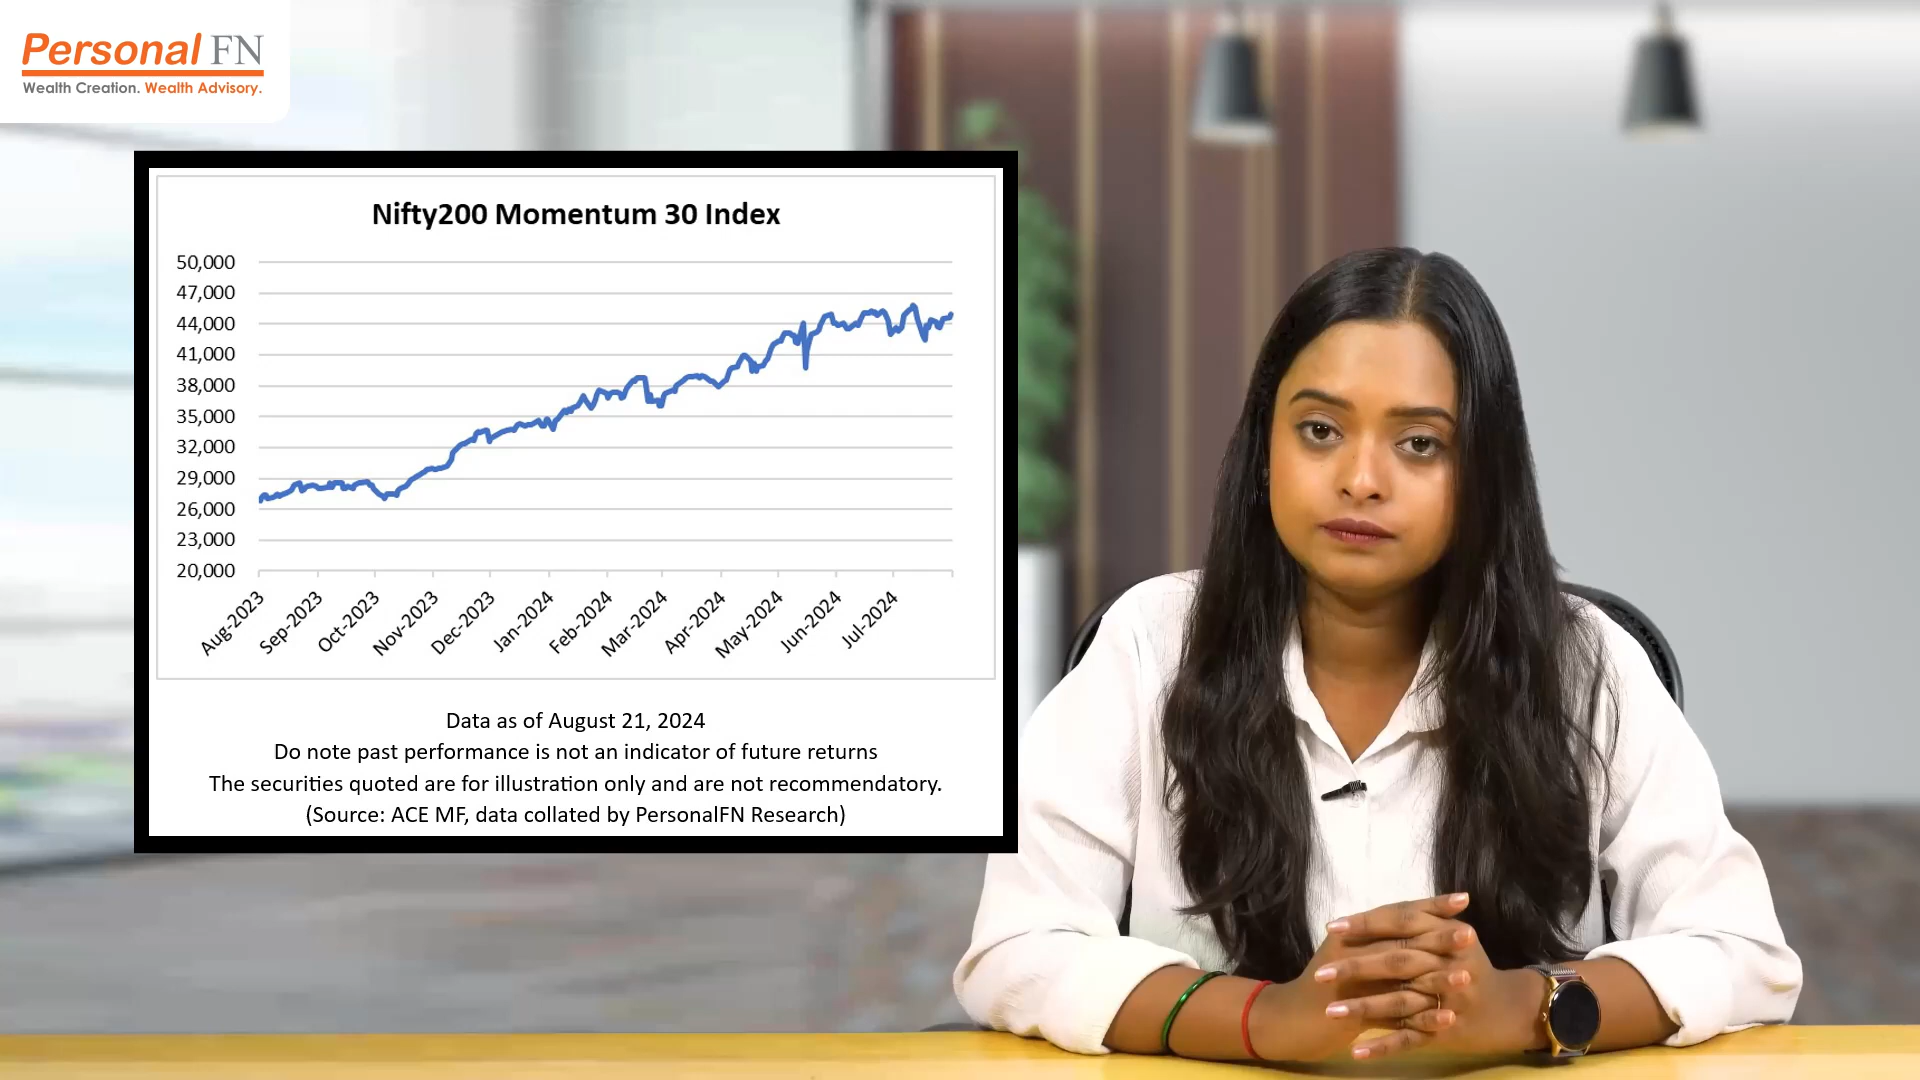 Personal FN
Wealth Creation. Wealth Advisory.
Nifty200 Momentum 30 Index
50,000
47,000
44,000
41,000
38,000
35,000
32,000
29,000
26,000
23,000
20,000
Aug-2023
Sep-2023
Oct-2023
Nov-2023
Dec-2023
Jan-2024
Feb-2024
Mar-2024
Apr-2024
May-2024
Jun-2024
Jul-2024
Data as of August 21, 2024
Do note past performance is not an indicator of future returns
The securities quoted are for illustration only and are not recommendatory.
(Source: ACE MF, data collated by PersonalFN Research)